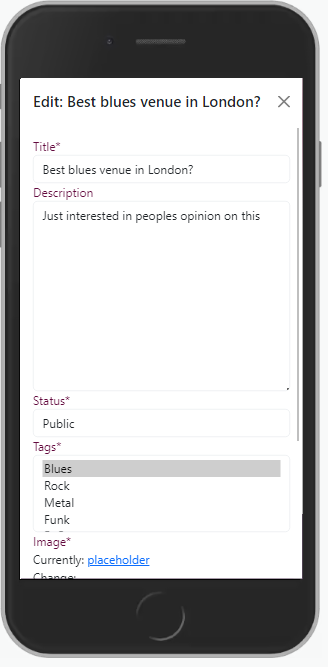 Edit: Best blues venue in London?
Title*
Best blues venue in London?
Description
Just interested in peoples opinion on this
Status*
Public
Tags*
Blues
Rock
Metal
Funk
Image*
Currently: placeholder
Change: